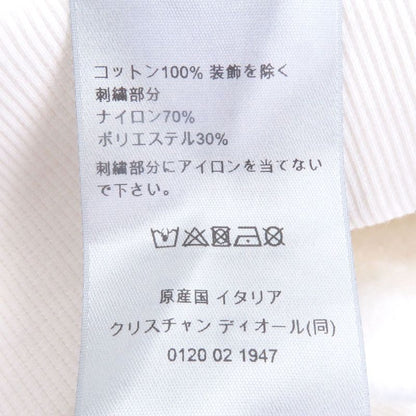 コットン100% 装飾を除く
刺繍部分
ナイロン70%
ポリエステル30%
刺繍部分にアイロンを当てない
で下さい。
原産国 イタリア
クリスチャン ディオール(同)
0120 02 1947